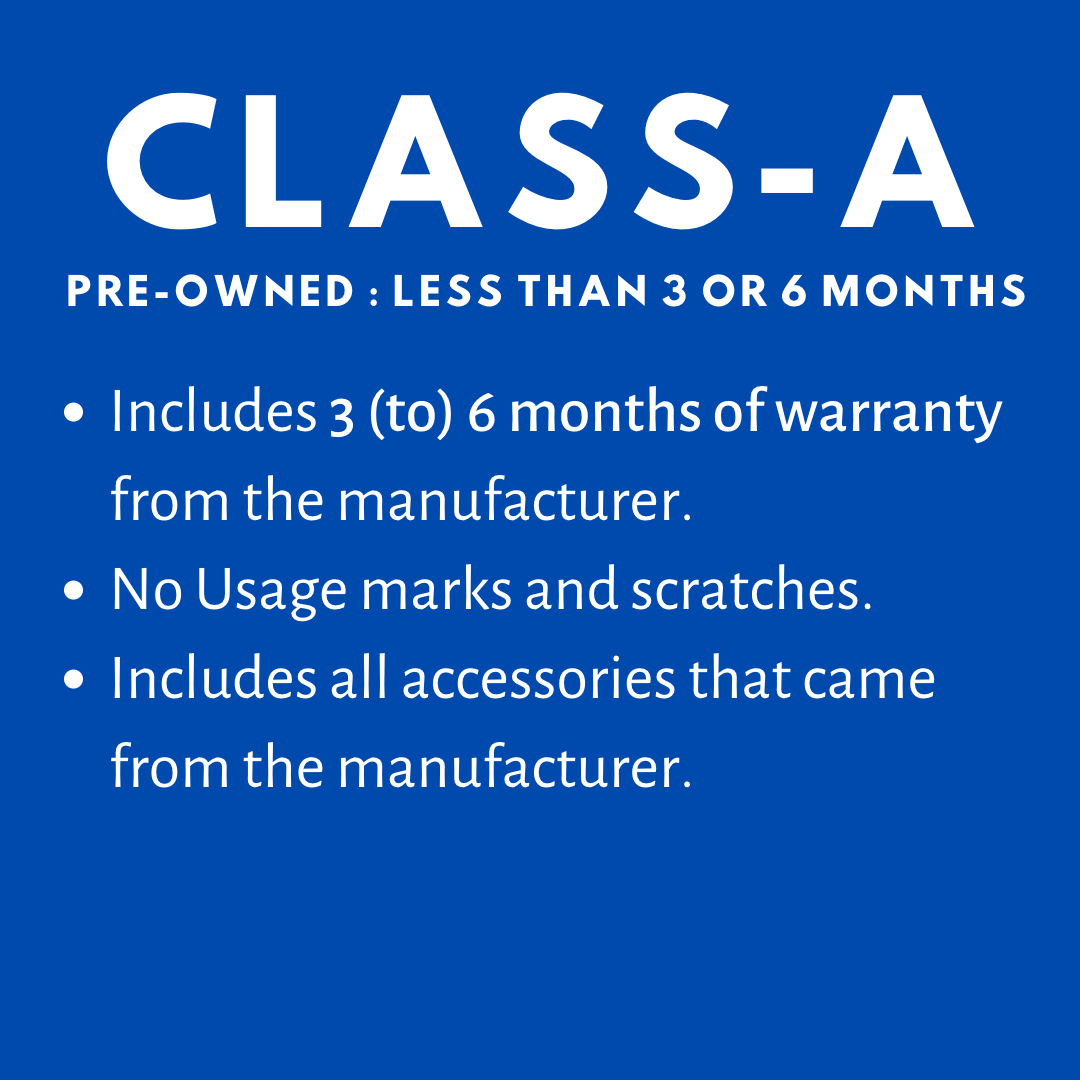 CLASS-A
PRE-OWNED : LESS THAN 3 OR 6 MONTHS
• Includes 3 (to) 6 months of warranty
from the manufacturer.
• No Usage marks and scratches.
• Includes all accessories that came
from the manufacturer.